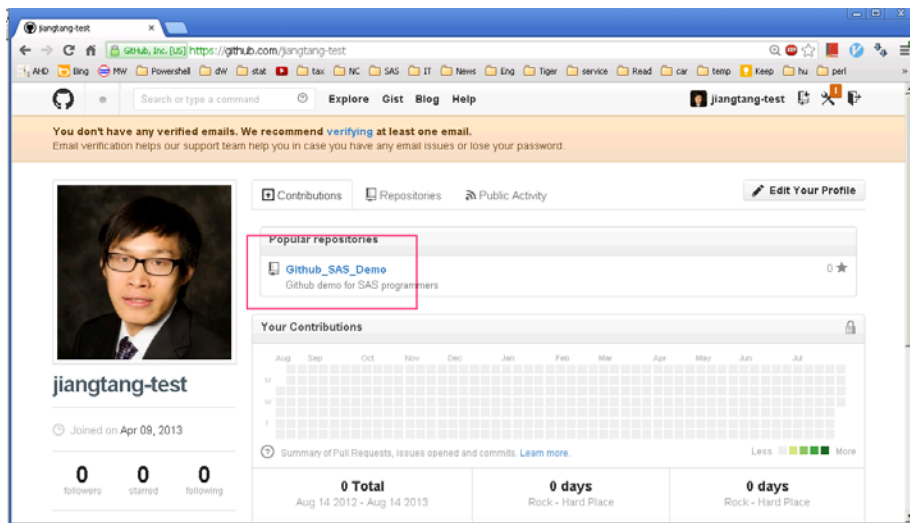 jiangtang-test
GitHub, Inc. [US] https://github.com/jiangtang-test
AHD Bing MW Powershell dW stat tax NC SAS IT News Eng Tiger service Read car temp Keep hu perl »
Search or type a command Explore Gist Blog Help jiangtang-test
You don't have any verified emails. We recommend verifying at least one email.
Email verification helps our support team help you in case you have any email issues or lose your password.
Contributions Repositories Public Activity Edit Your Profile
Popular repositories
Github_SAS_Demo 0
Github demo for SAS programmers
Your Contributions
Aug Sep Oct Nov Dec Jan Feb Mar Apr May Jun Jul
M
W
F
Summary of Pull Requests, issues opened and commits. Learn more. Less More
jiangtang-test
Joined on Apr 09, 2013
0 0 0
followers starred following
0 Total 0 days 0 days
Aug 14 2012 - Aug 14 2013 Rock - Hard Place Rock - Hard Place